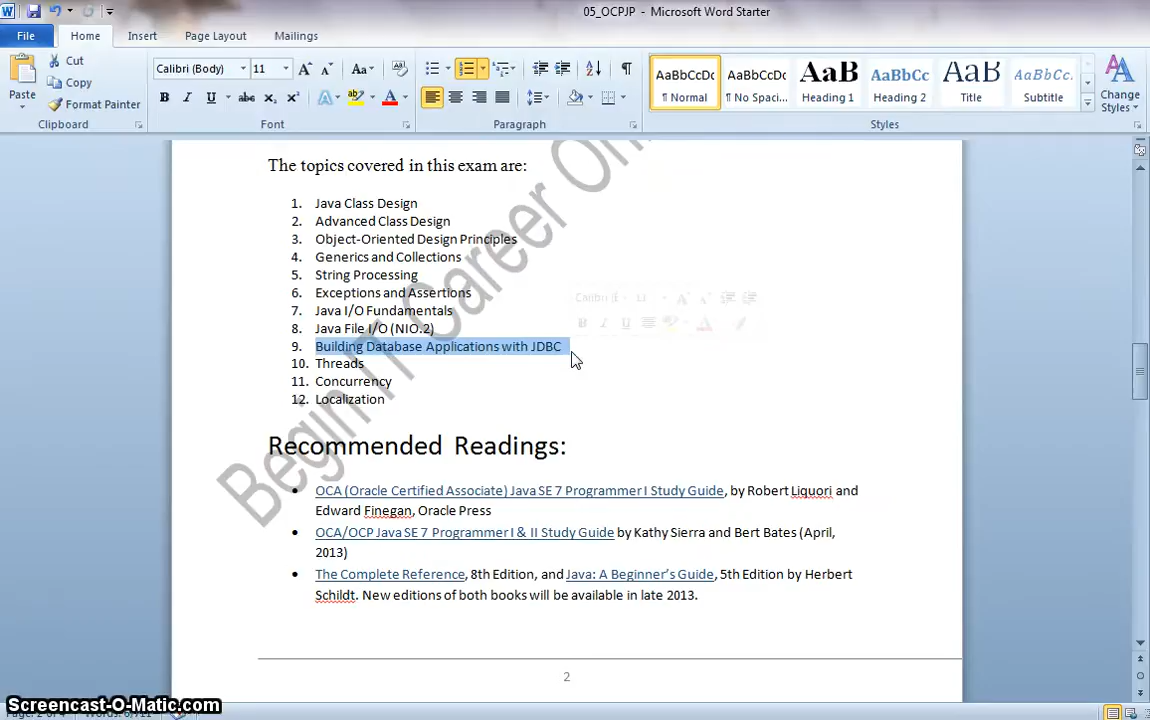 05_OCPJP - Microsoft Word Starter
File Home Insert Page Layout Mailings
Paste
Cut
Copy
Format Painter
Clipboard
Calibri (Body) 11
Font
Paragraph
AaBbCcDc AaBbCcDc AaBb AaBbCc AaBb AaBbCc.
¶ Normal ¶ No Spaci... Heading 1 Heading 2 Title Subtitle
Change
Styles
Styles
Begin IT Career On
The topics covered in this exam are:
1. Java Class Design
2. Advanced Class Design
3. Object-Oriented Design Principles
4. Generics and Collections
5. String Processing
6. Exceptions and Assertions
7. Java I/O Fundamentals
8. Java File I/O (NIO.2)
9. Building Database Applications with JDBC
10. Threads
11. Concurrency
12. Localization
Recommended Readings:
• OCA (Oracle Certified Associate) Java SE 7 Programmer I Study Guide, by Robert Liquori and
Edward Finegan, Oracle Press
• OCA/OCP Java SE 7 Programmer I & II Study Guide by Kathy Sierra and Bert Bates (April,
2013)
• The Complete Reference, 8th Edition, and Java: A Beginner's Guide, 5th Edition by Herbert
Schildt. New editions of both books will be available in late 2013.
2
Screencast-O-Matic.com